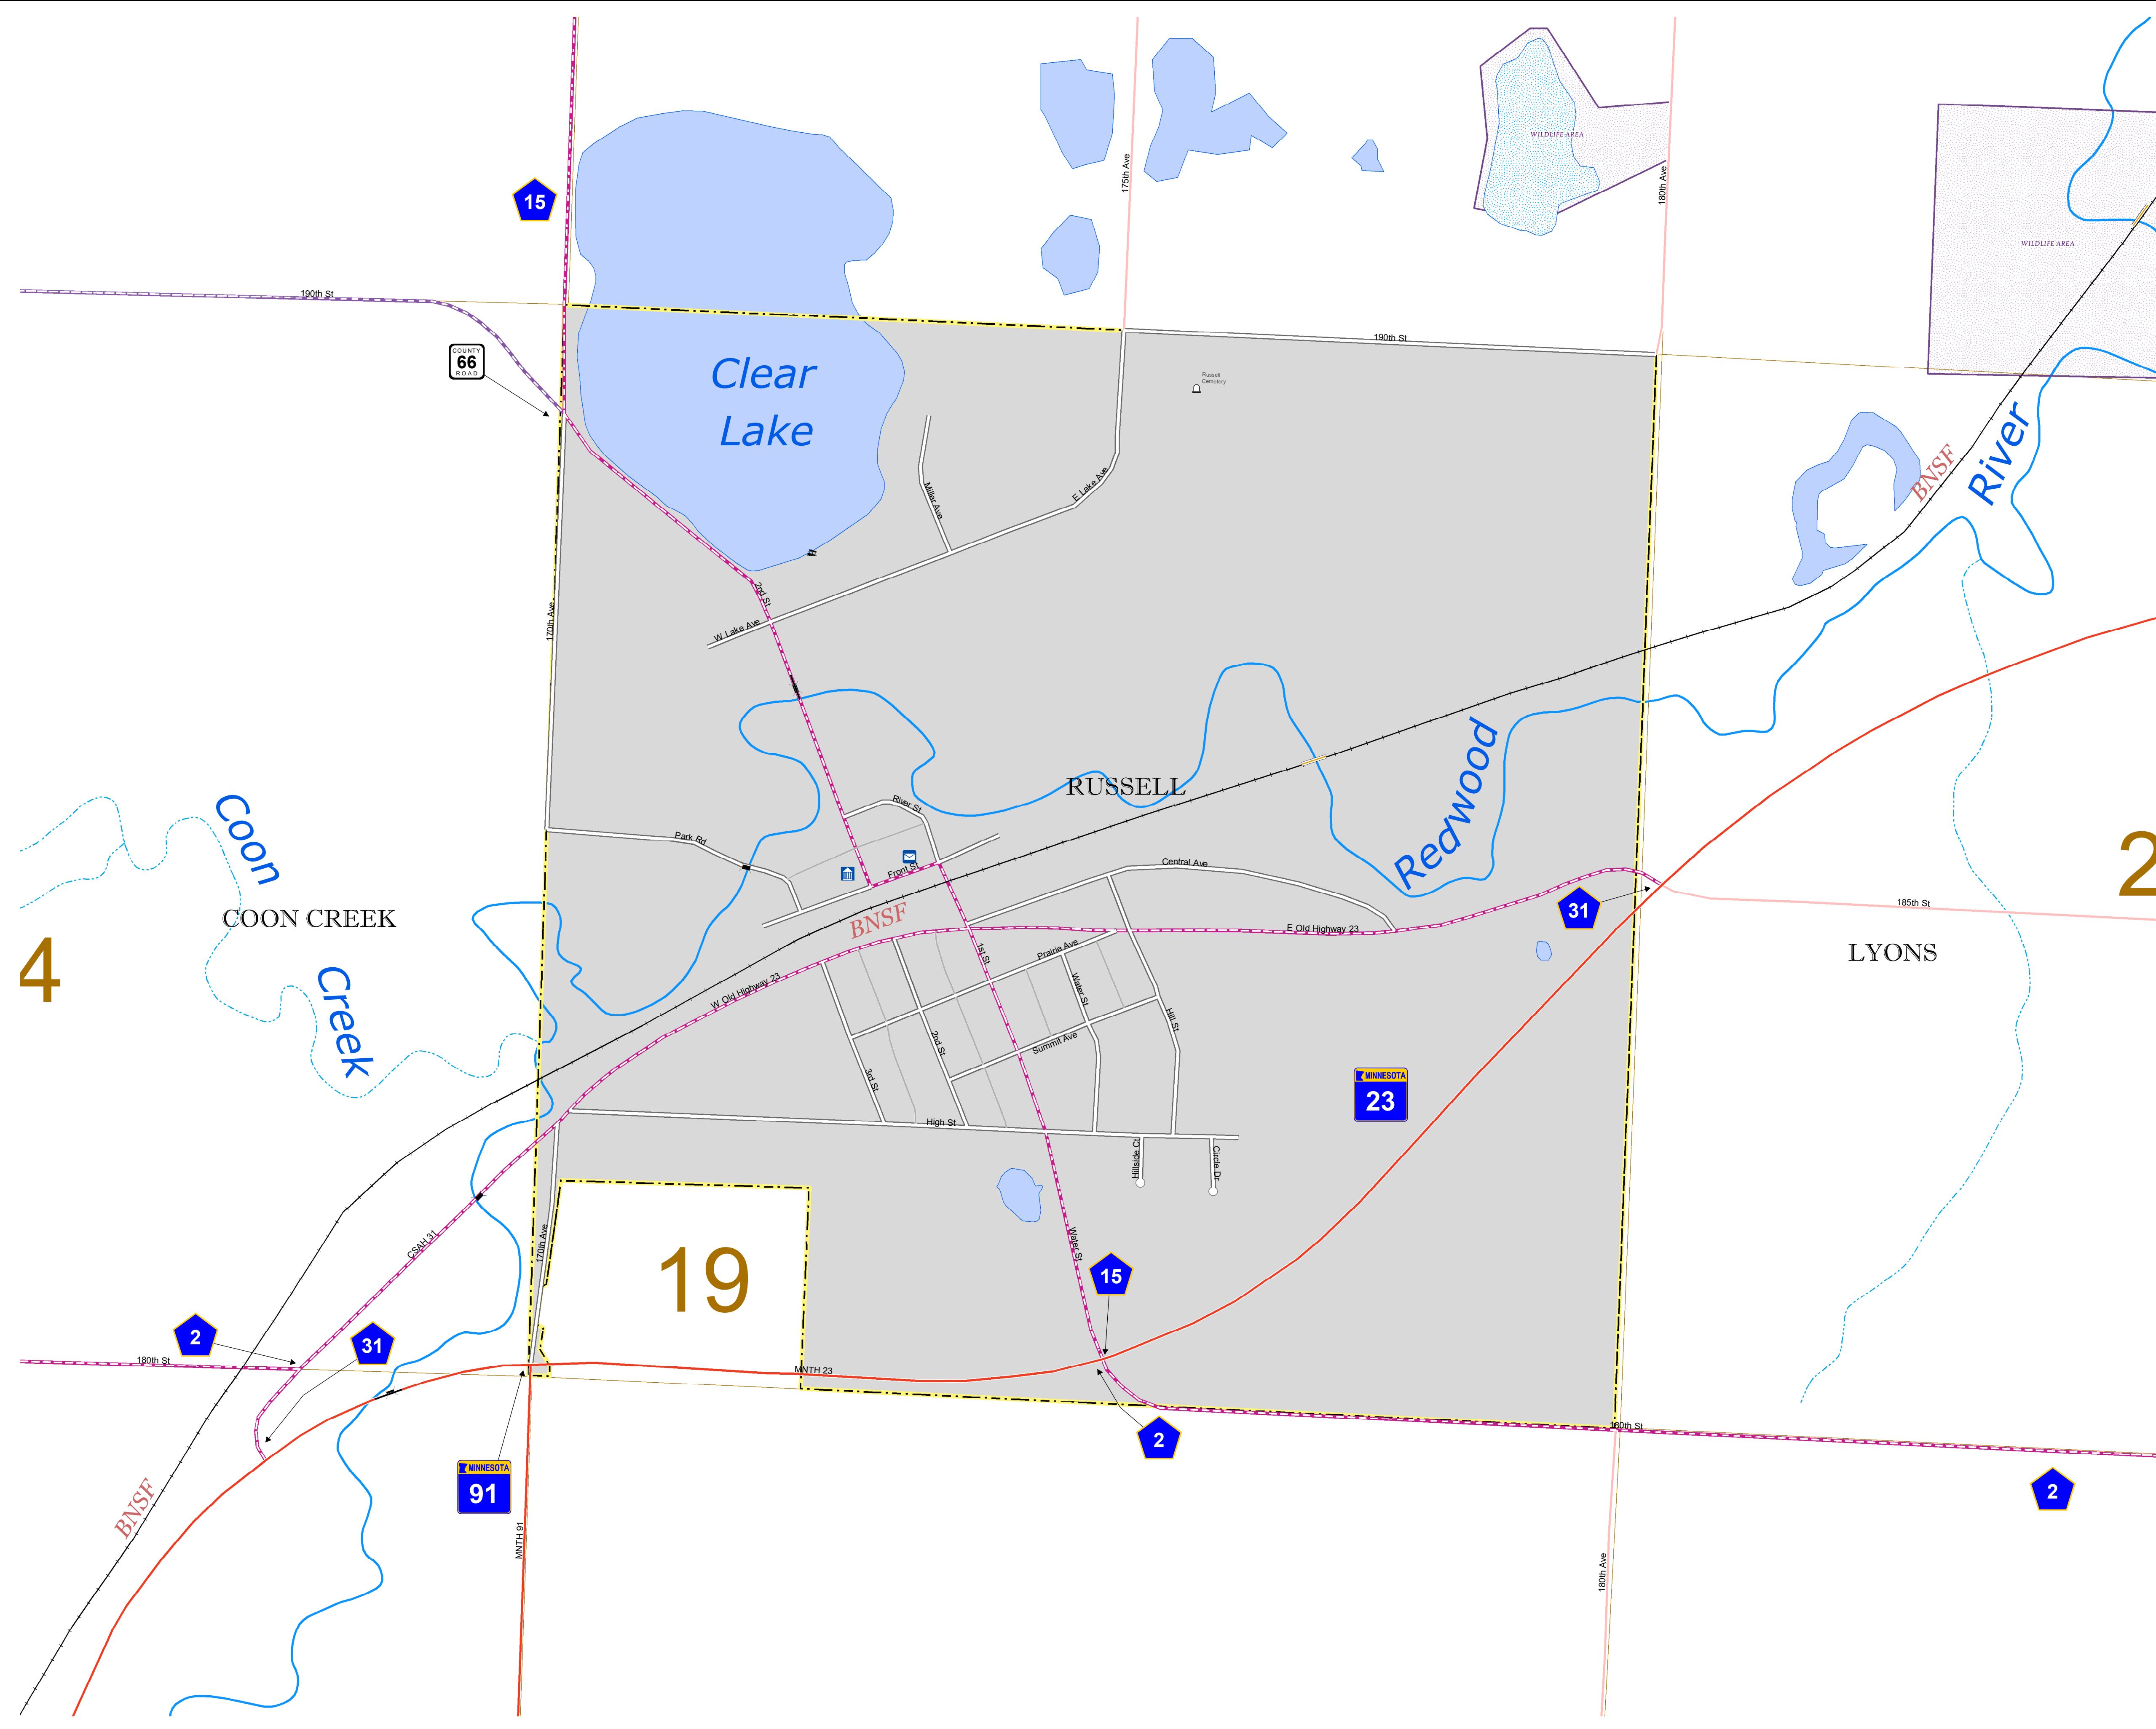 WILDLIFE AREA
175th Ave
180th Ave
15
WILDLIFE AREA
190th St
190th St
COUNTY
66
ROAD
Clear
Lake
Russell
Cemetery
River
BNSF
Miller Ave
E Lake Ave
2nd St
170th Ave
W Lake Ave
Redwood
RUSSELL
Coon
River St
Park Rd
Front St
Central Ave
2
COON CREEK
BNSF
31
185th St
E Old Highway 23
4
Creek
1st St
Prairie Ave
LYONS
W Old Highway 23
Water St
Hill St
2nd St
Summit Ave
3rd St
MINNESOTA
23
High St
Hillside Ct
Circle Dr
CSAH 31
170th Ave
19
Water St
15
2
31
180th St
MNTH 23
2
180th St
MINNESOTA
91
2
BNSF
MNTH 91
180th Ave